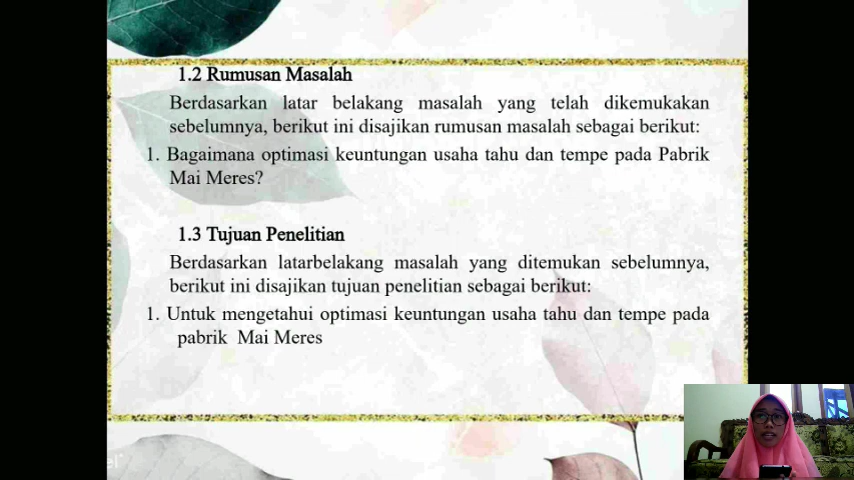 1.2 Rumusan Masalah
Berdasarkan latar belakang masalah yang telah dikemukakan
sebelumnya, berikut ini disajikan rumusan masalah sebagai berikut:
1. Bagaimana optimasi keuntungan usaha tahu dan tempe pada Pabrik
Mai Meres?
1.3 Tujuan Penelitian
Berdasarkan latarbelakang masalah yang ditemukan sebelumnya,
berikut ini disajikan tujuan penelitian sebagai berikut:
1. Untuk mengetahui optimasi keuntungan usaha tahu dan tempe pada
pabrik Mai Meres